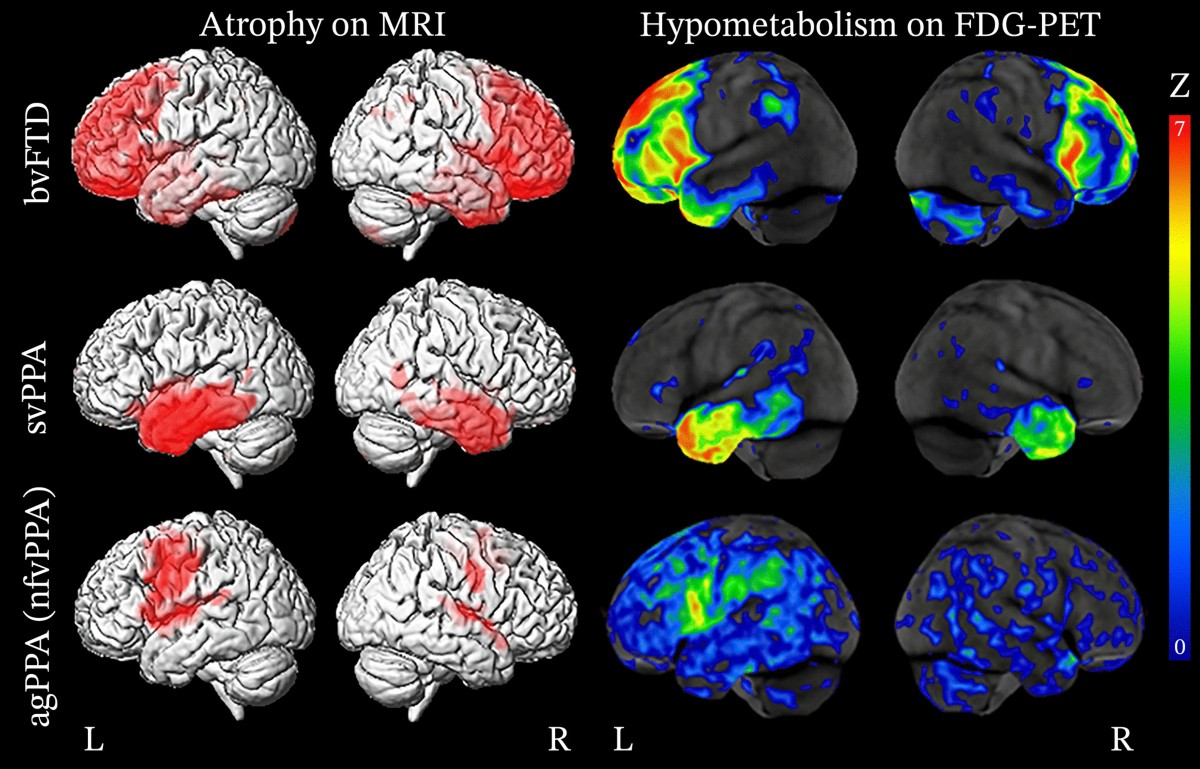 Atrophy on MRI
Hypometabolism on FDG-PET
bvFTD
svPPA
agPPA (nfvPPA)
Z
7
0
L
R
L
R